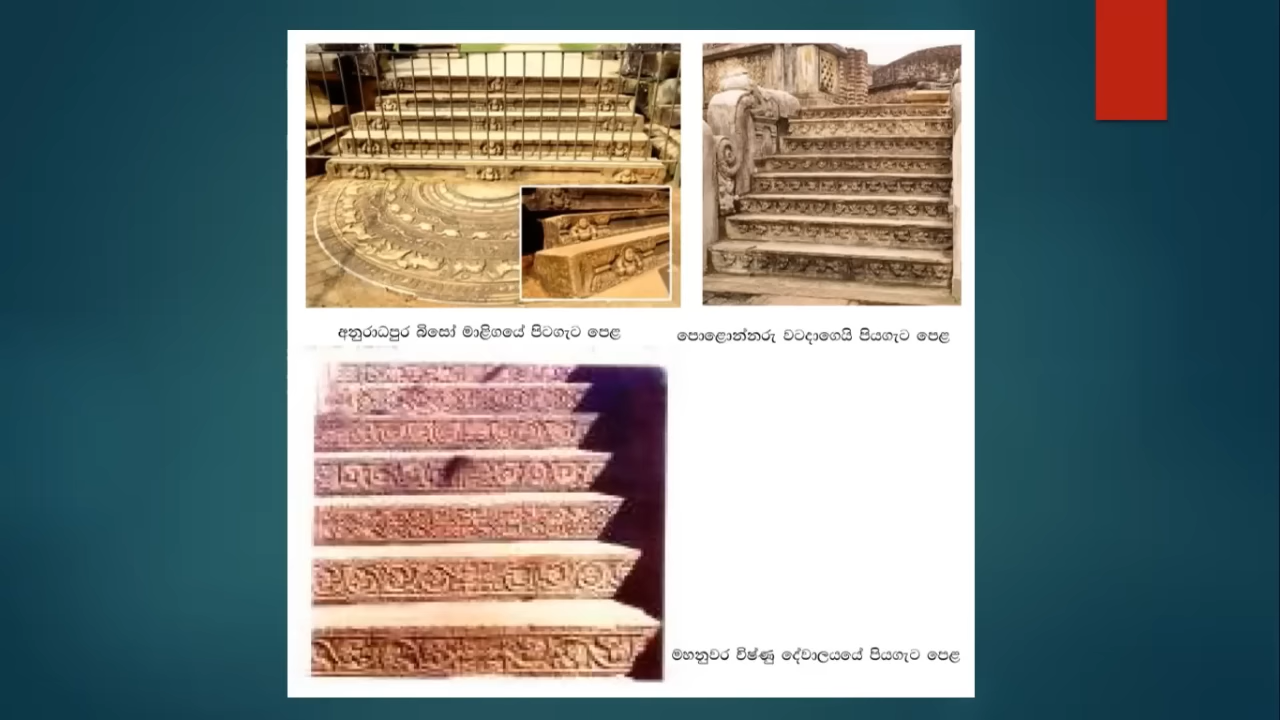 අනුරාධපුර බිසෝ මාළිගයේ පිටගැට පෙළ
පොළොන්නරු වටදාගෙයි පියගැට පෙළ
මහනුවර විෂ්ණු දේවාලයයේ පියගැට පෙළ